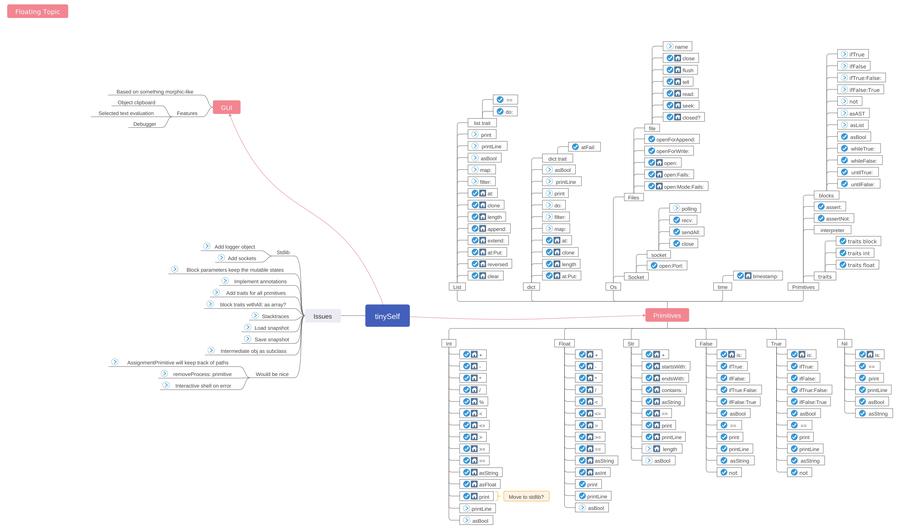 Floating Topic
GUI
Based on something morphic-like
Object clipboard
Selected text evaluation
Debugger
Features
tinySelf
Issues
Stdlib
Add logger object
Add sockets
Block parameters keep the mutable states
Implement annotations
Add traits for all primitives
block traits withAll: as array?
Stacktraces
Load snapshot
Save snapshot
Intermediate obj as subclass
Would be nice
AssignmentPrimitive will keep track of paths
removeProcess: primitive
Interactive shell on error
Primitives
List
list trait
==
do:
print
printLine
asBool
map:
filter:
at:
clone
length
append:
extend:
at:Put:
reversed
clear
dict
dict trait
atFail
asBool
printLine
print
do:
filter:
map:
at:
clone
length
at:Put:
Os
Files
file
name
close
flush
tell
read:
seek:
closed?
openForAppend:
openForWrite:
open:
open:Fails:
open:Mode:Fails:
Socket
socket
polling
recv:
sendAll:
close
open:Port:
time
timestamp
Primitives
blocks
ifTrue
ifFalse
ifTrue:False:
ifFalse:True
not
asAST
asList
asBool
whileTrue:
whileFalse:
untilTrue:
untilFalse:
assert:
assertNot:
interpreter
traits
traits block
traits int
traits float
Int
+
-
*
/
%
<
<=
>
>=
==
asString
asFloat
print
Move to stdlib?
printLine
asBool
Float
+
-
*
/
<
<=
>
>=
==
asString
asInt
print
printLine
asBool
Str
+
startsWith:
endsWith:
contains:
asString
==
print
printLine
length
asBool
False
is:
ifTrue:
ifFalse:
ifTrue:False:
ifFalse:True
asBool
==
print
printLine
asString
not
True
is:
ifTrue:
ifFalse:
ifTrue:False:
ifFalse:True
asBool
==
print
printLine
asString
not
Nil
is:
==
print
printLine
asBool
asString